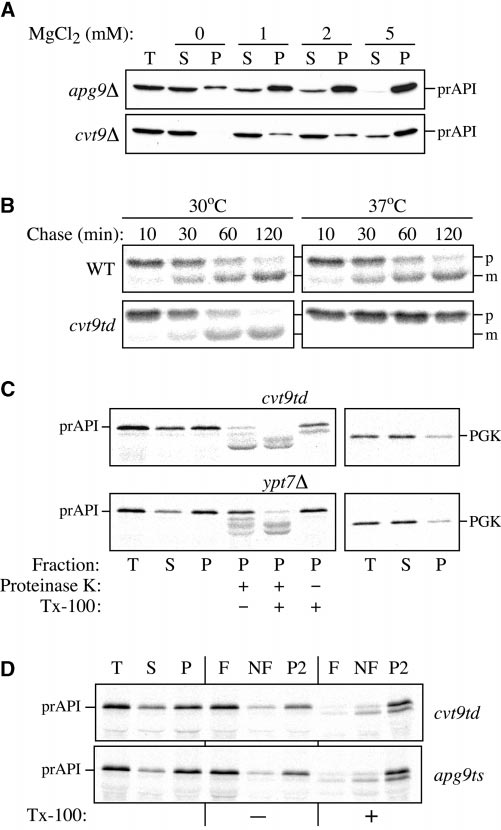 A
MgCl2 (mM): 0 1 2 5
T S P S P S P S P
apg9Δ prAPI
cvt9Δ prAPI
B
30°C 37°C
Chase (min): 10 30 60 120 10 30 60 120
WT p m
cvt9td p m
C
cvt9td
prAPI PGK
ypt7Δ
prAPI PGK
Fraction: T S P P P P T S P
Proteinase K: + + –
Tx-100: – + +
D
T S P F NF P2 F NF P2
prAPI cvt9td
prAPI apg9ts
Tx-100: — +